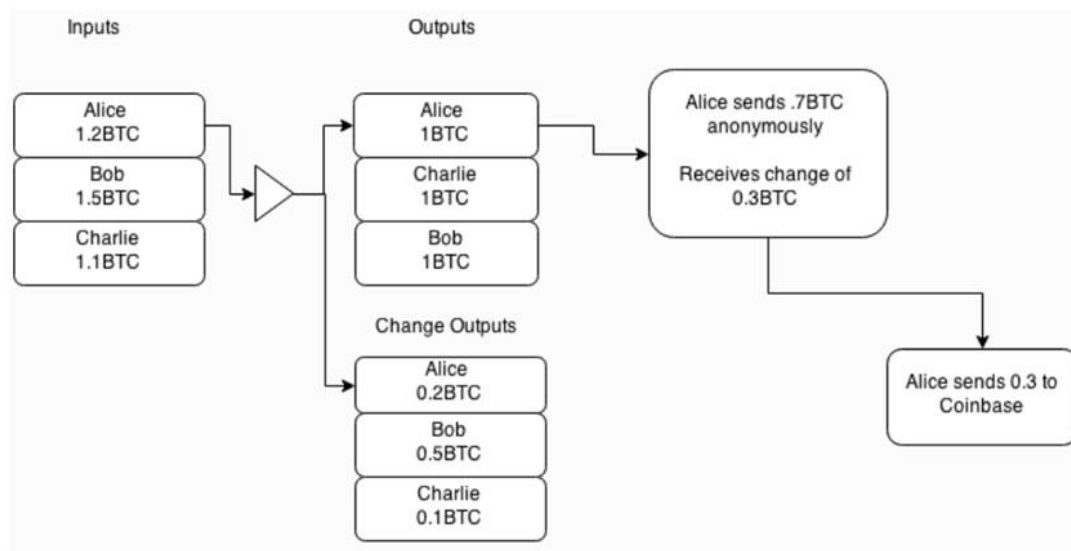 Inputs
Outputs
Alice
1.2BTC
Bob
1.5BTC
Charlie
1.1BTC
Alice
1BTC
Charlie
1BTC
Bob
1BTC
Alice sends .7BTC
anonymously
Receives change of
0.3BTC
Change Outputs
Alice
0.2BTC
Bob
0.5BTC
Charlie
0.1BTC
Alice sends 0.3 to
Coinbase